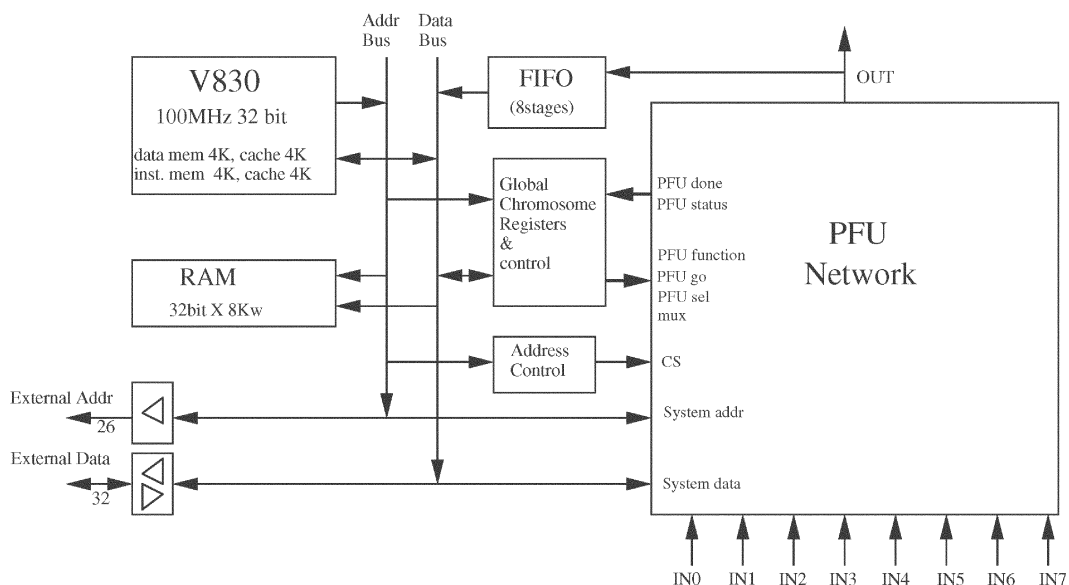 Addr
Bus
Data
Bus
V830
100MHz 32 bit
data mem 4K, cache 4K
inst. mem 4K, cache 4K
FIFO
(8stages)
OUT
Global
Chromosome
Registers
&
control
PFU done
PFU status
PFU function
PFU go
PFU sel
mux
PFU
Network
RAM
32bit X 8Kw
Address
Control
CS
External Addr
26
System addr
External Data
32
System data
IN0 IN1 IN2 IN3 IN4 IN5 IN6 IN7